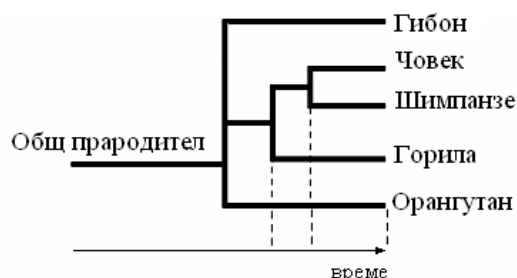 Гибон
Човек
Шимпанзе
Общ прародител
Горила
Орангутан
време